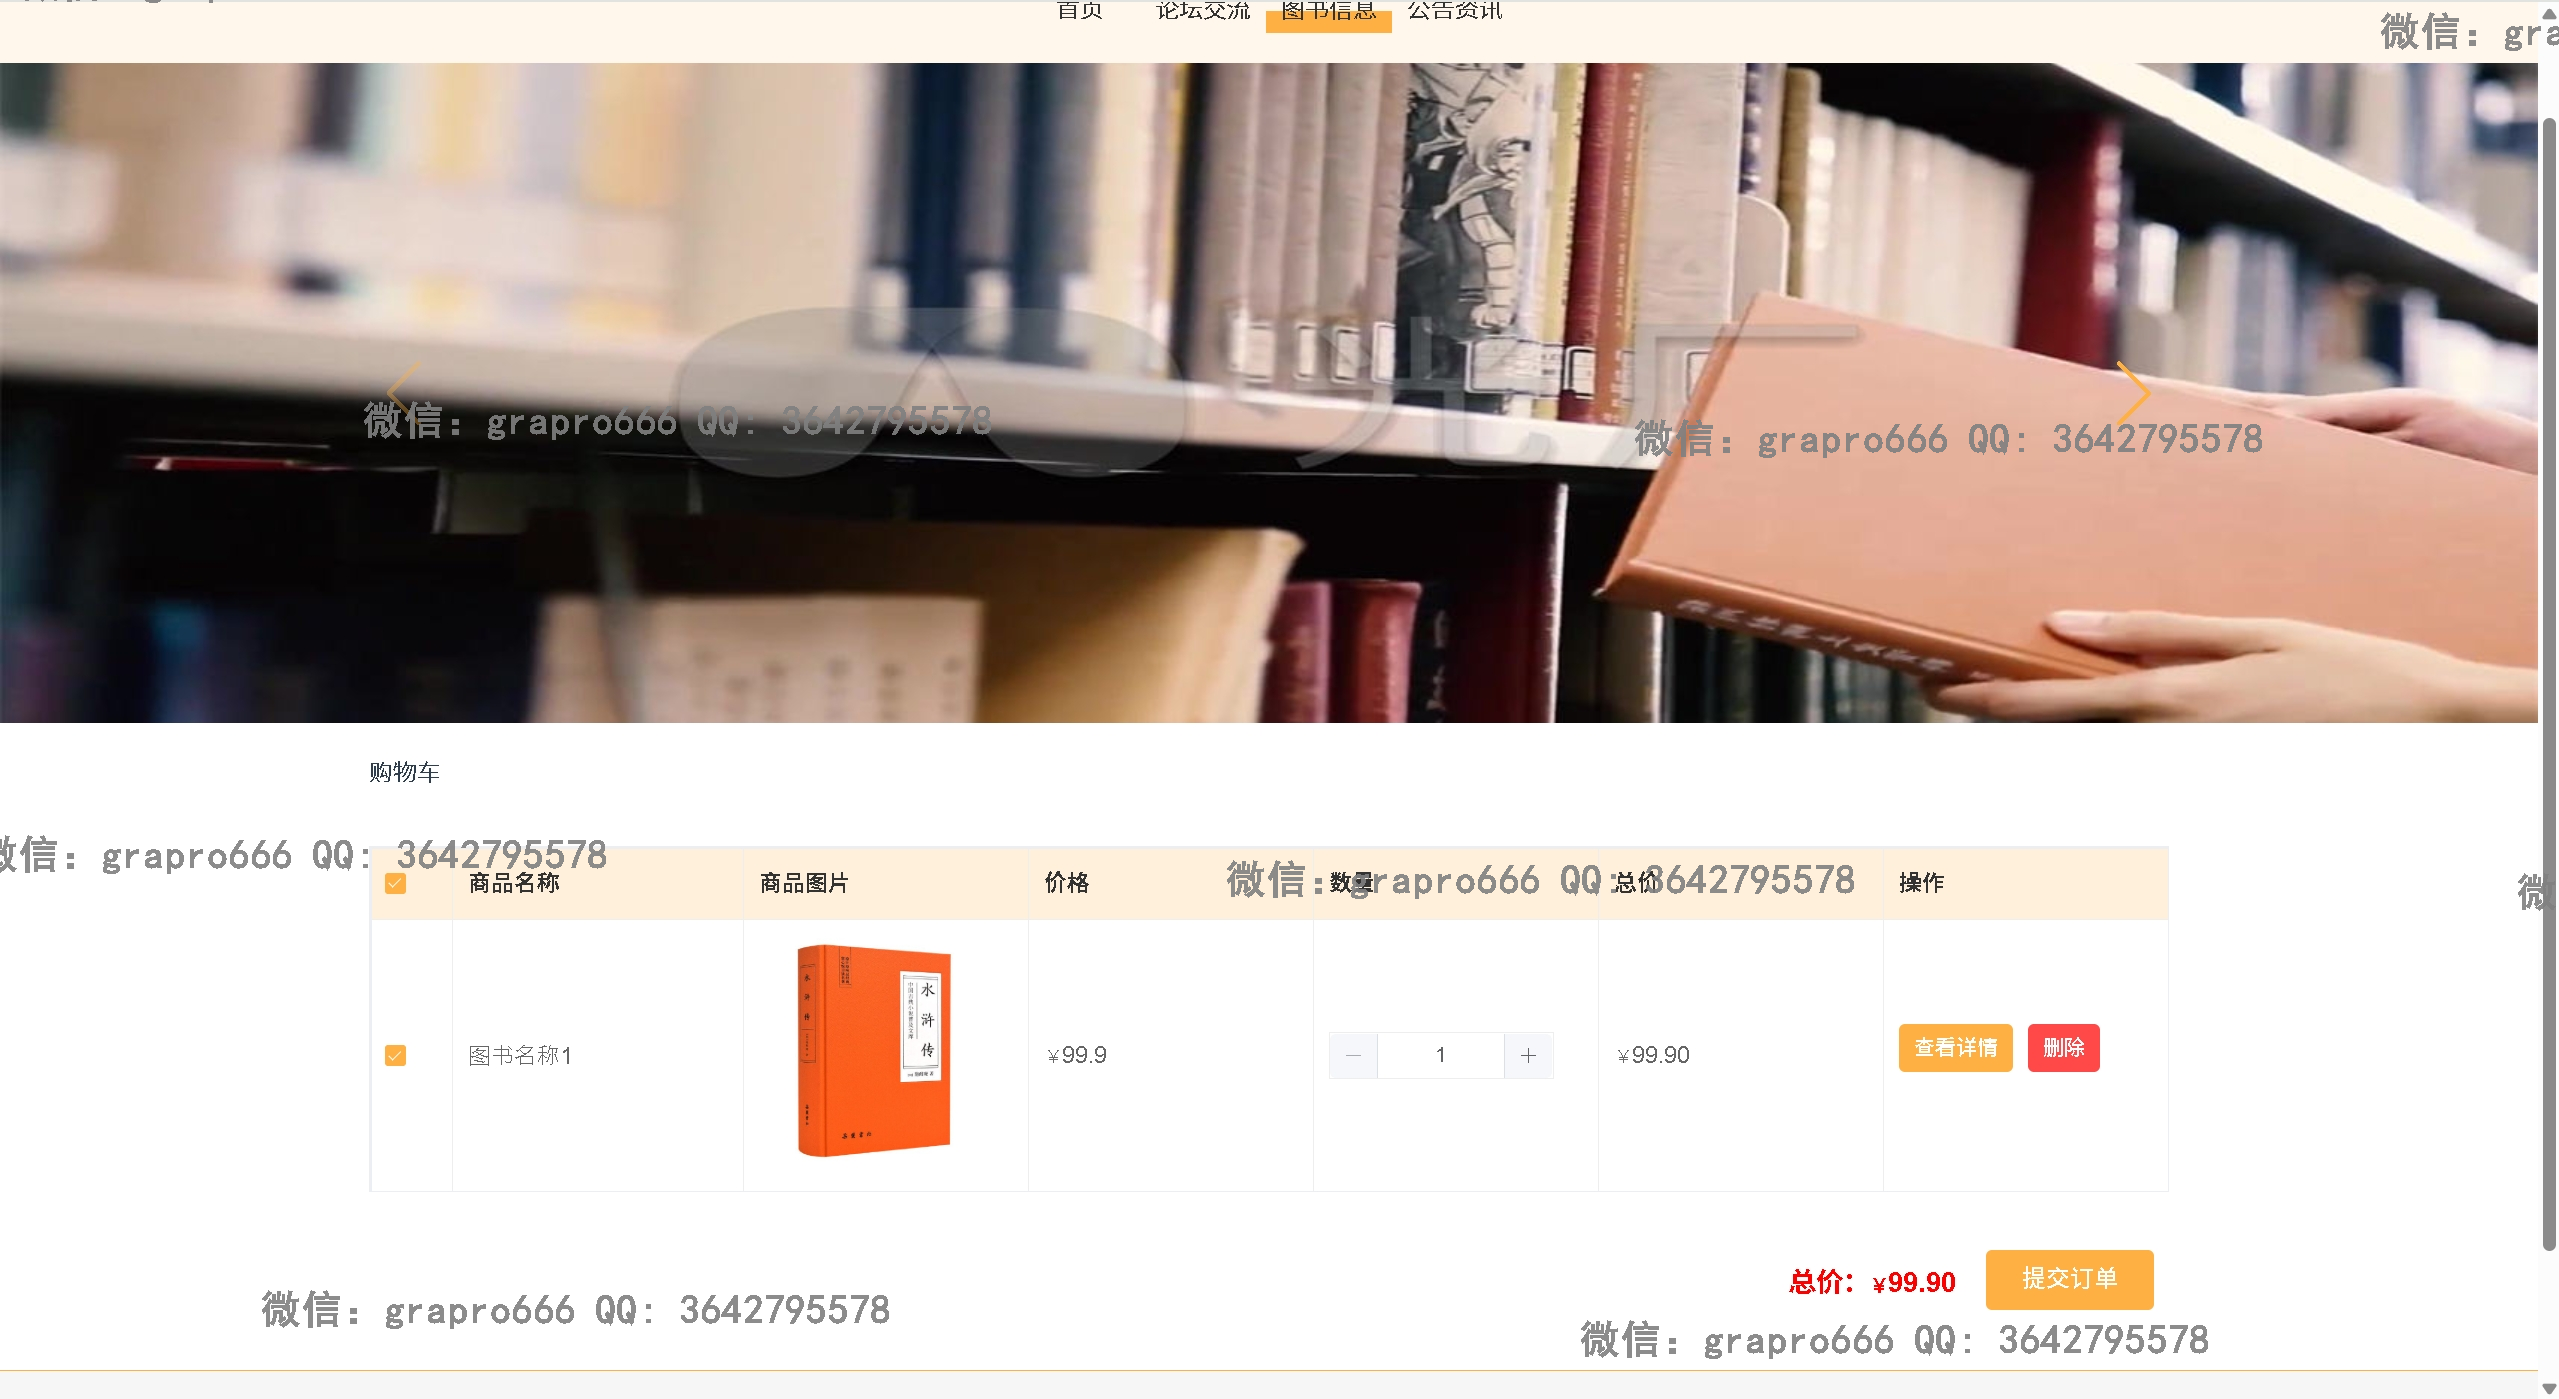 首页 论坛交流 图书信息 公告资讯
微信: gra
微信: grapro666 QQ: 3642795578
微信: grapro666 QQ: 3642795578
购物车
微信: grapro666 QQ: 3642795578
微信: grapro666 QQ: 3642795578
微
商品名称 商品图片 价格 数量 总价 操作
水浒传
图书名称1 ¥99.9 1 ¥99.90 查看详情 删除
总价：¥99.90 提交订单
微信: grapro666 QQ: 3642795578
微信: grapro666 QQ: 3642795578